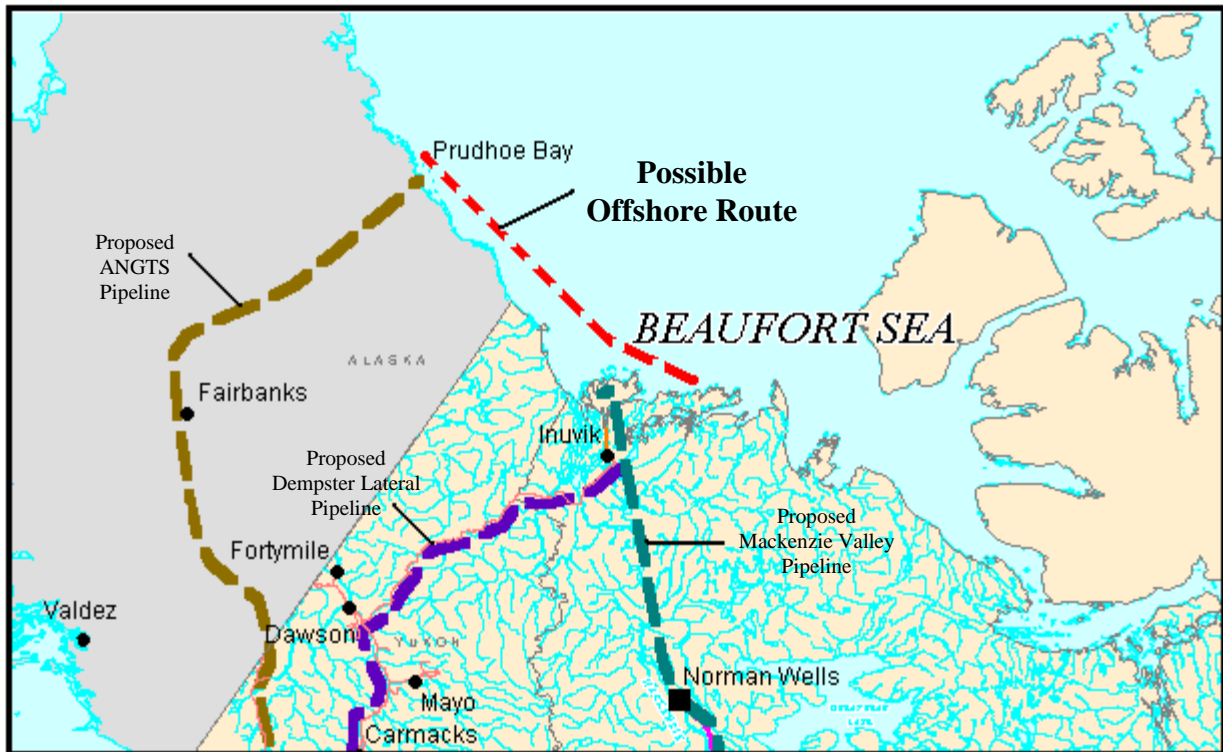 Prudhoe Bay
Possible
Offshore Route
Proposed
ANGTS
Pipeline
BEAUFORT SEA
ALASKA
Fairbanks
Inuvik
Proposed
Dempster Lateral
Pipeline
Proposed
Mackenzie Valley
Pipeline
Fortymile
Valdez
Dawson
YUKON
Norman Wells
Mayo
Carmacks